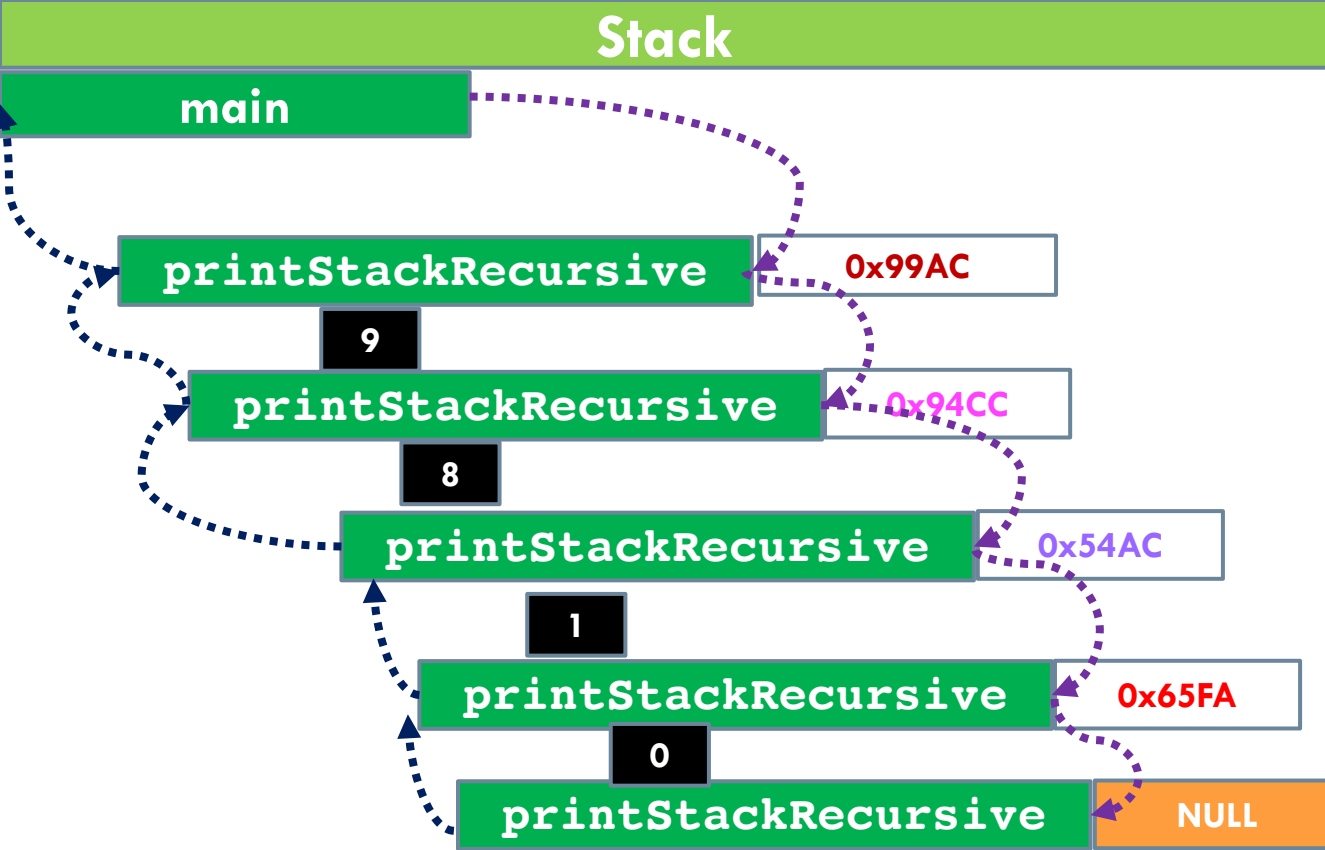 Stack
main
printStackRecursive 0x99AC
9
printStackRecursive 0x94CC
8
printStackRecursive 0x54AC
1
printStackRecursive 0x65FA
0
printStackRecursive NULL